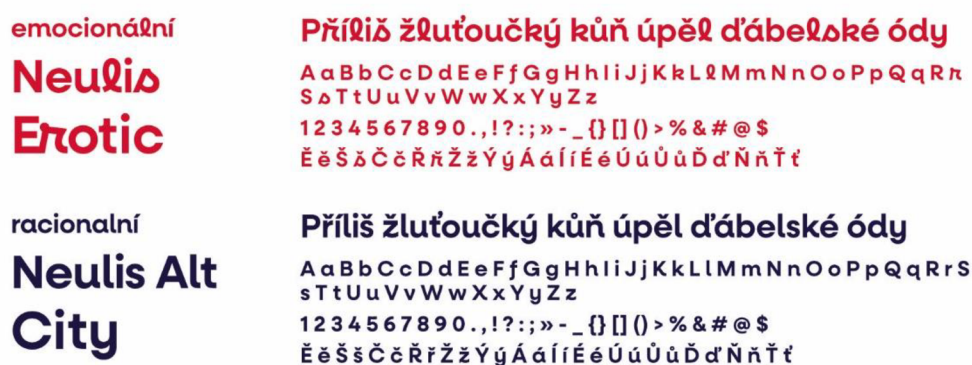 emocionální
Neulis
Erotic
Příliš žluťoučký kůň úpěl ďábelské ódy
AaBbCcDdEeFfGgHhIiJjKkLlMmNnOoPpQqRr
SsTtUuVvWwXxYyZz
1234567890.,!?:;»-_{}[]()>%&#@$
ĚěŠšČčŘřŽžÝýÁáÍíÉéÚúŮůĎďŇňŤť
racionalní
Neulis Alt
City
Příliš žluťoučký kůň úpěl ďábelské ódy
AaBbCcDdEeFfGgHhIiJjKkLlMmNnOoPpQqRrS
sTtUuVvWwXxYyZz
1234567890.,!?:;»-_{}[]()>%&#@$
ĚěŠšČčŘřŽžÝýÁáÍíÉéÚúŮůĎďŇňŤť